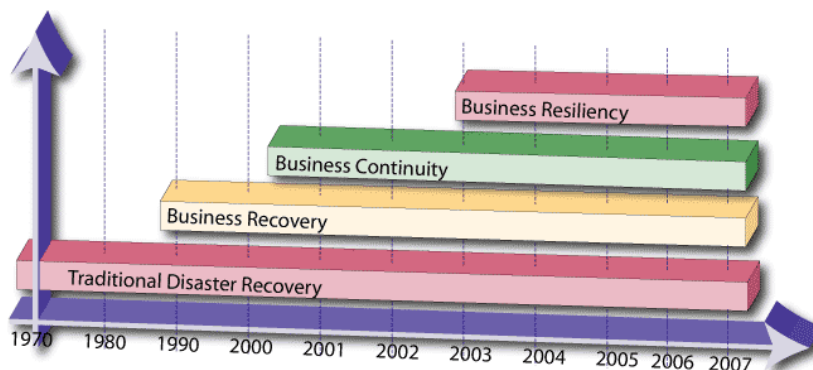 Business Resiliency
Business Continuity
Business Recovery
Traditional Disaster Recovery
1970 1980 1990 2000 2001 2002 2003 2004 2005 2006 2007